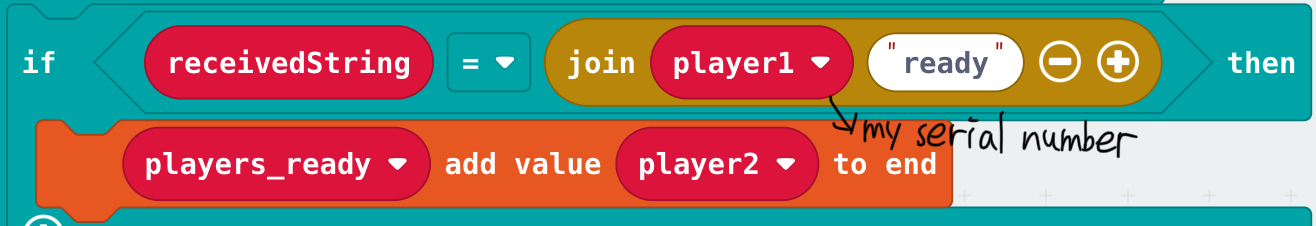 if receivedString = join player1 "ready" then
my serial number
players_ready add value player2 to end